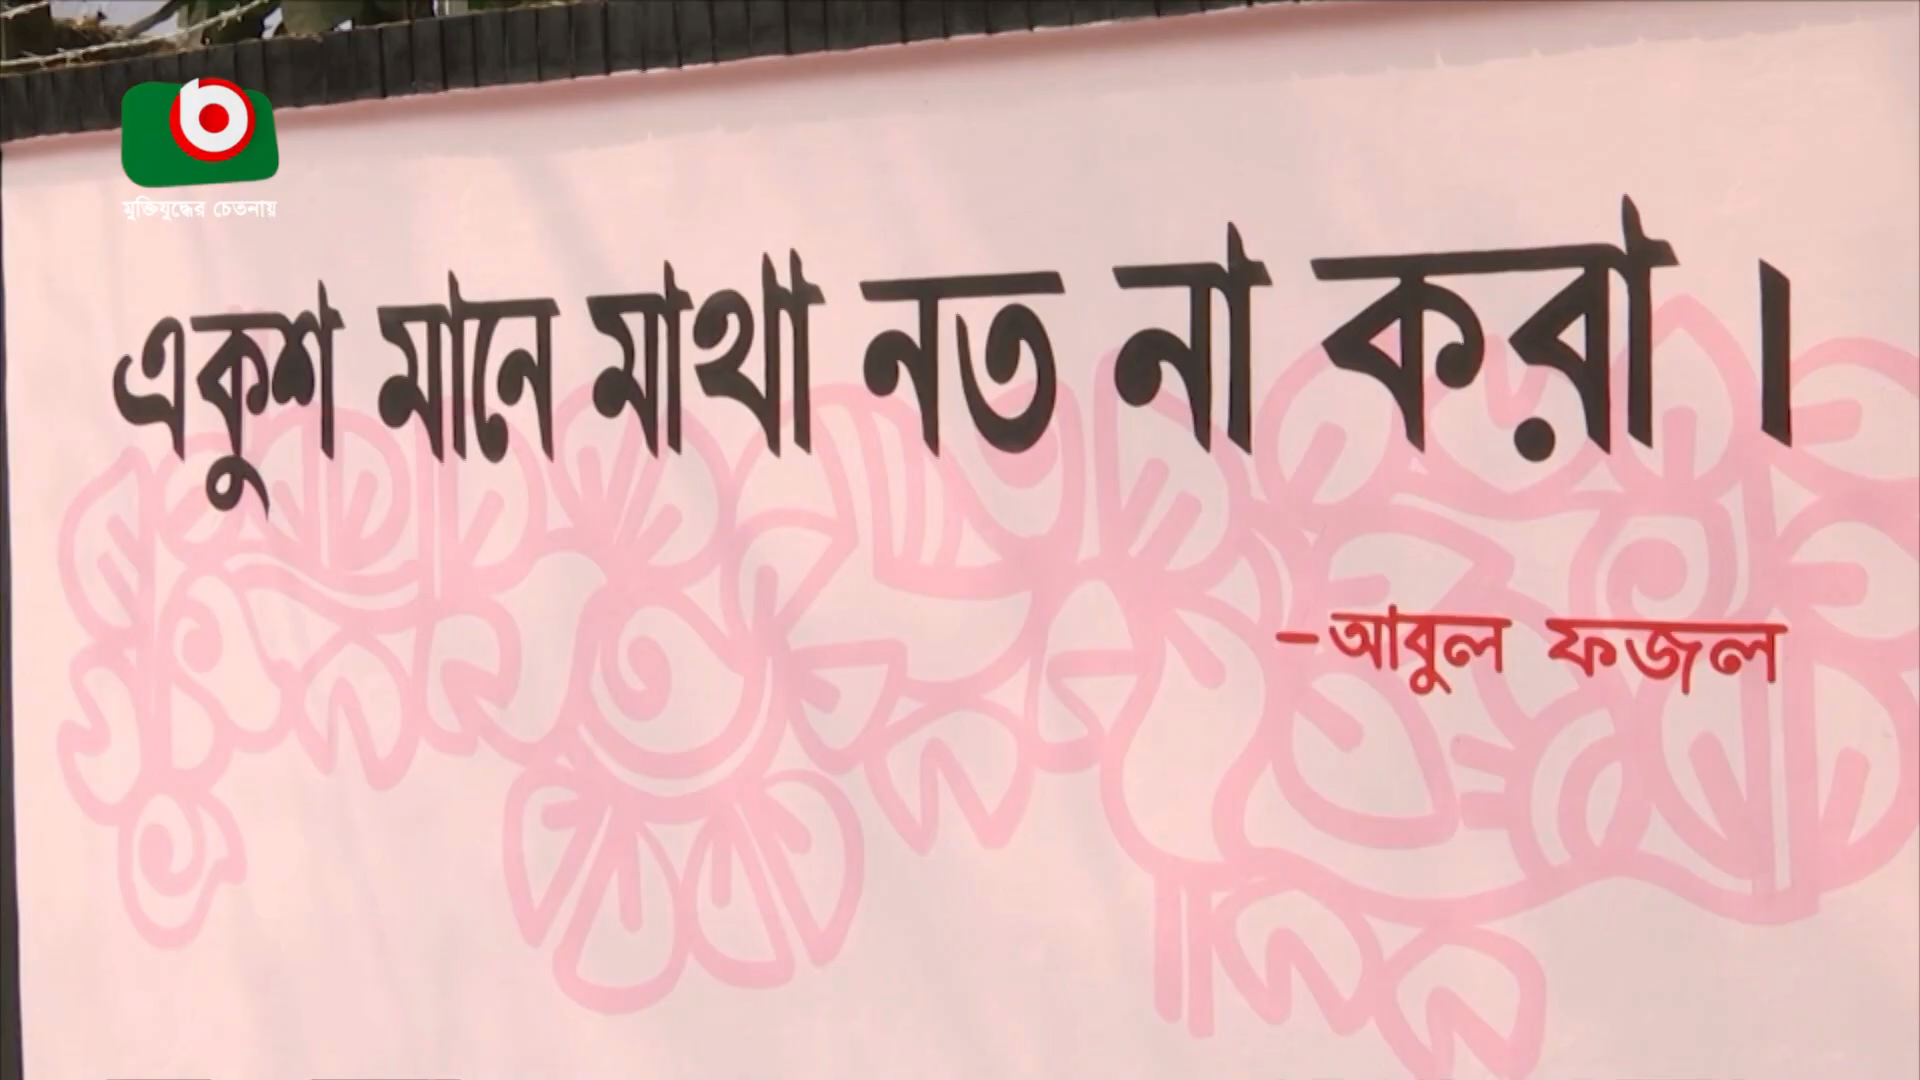 মুক্তিযুদ্ধের চেতনায়
একুশ মানে মাথা নত না করা।
-আবুল ফজল